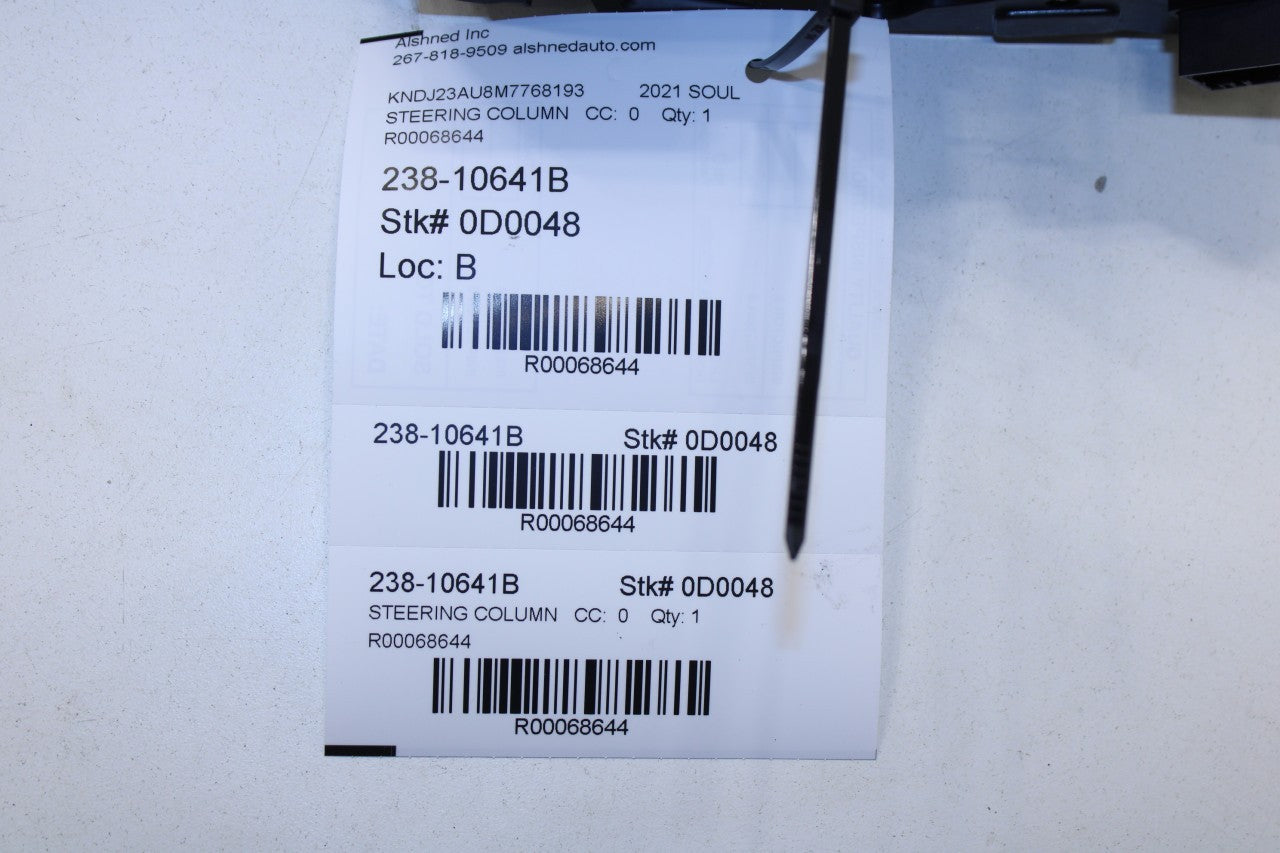 Alshned Inc
267-818-9509 alshnedauto.com
KNDJ23AU8M7768193 2021 SOUL
STEERING COLUMN CC: 0 Qty: 1
R00068644
238-10641B
Stk# 0D0048
Loc: B
R00068644
238-10641B Stk# 0D0048
R00068644
238-10641B Stk# 0D0048
STEERING COLUMN CC: 0 Qty: 1
R00068644
R00068644